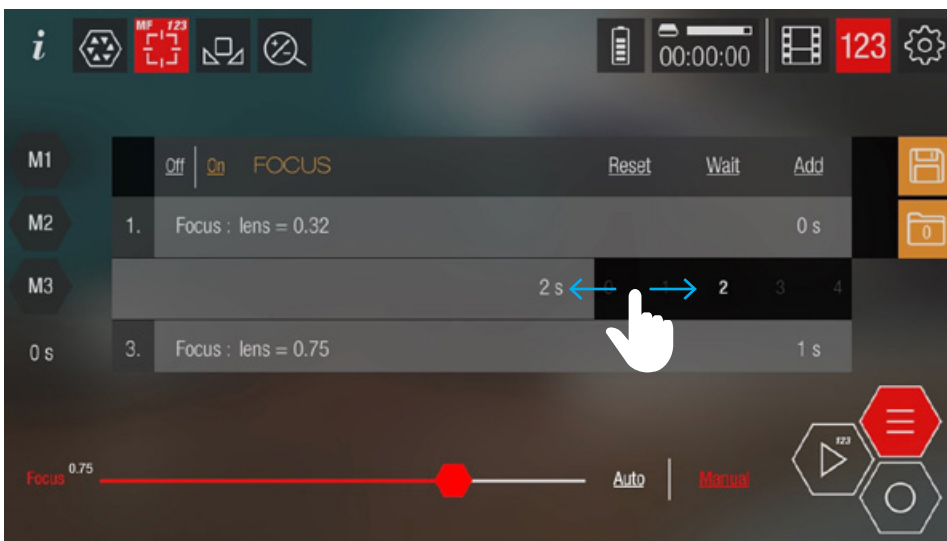 i MF 123 00:00:00 123
M1 Off On FOCUS Reset Wait Add
M2 1. Focus : lens = 0.32 0 s 0
M3 2 s 0 1 2 3 4
0 s 3. Focus : lens = 0.75 1 s
123
Focus 0.75 Auto Manual